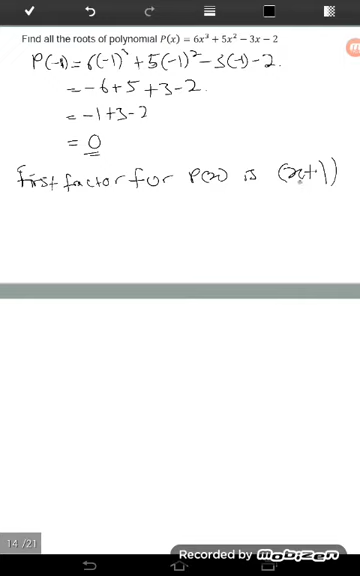 Find all the roots of polynomial P(x) = 6x³ + 5x² − 3x − 2
P(-1) = 6(-1)³ + 5(-1)² - 3(-1) - 2.
= -6 + 5 + 3 - 2.
= -1 + 3 - 2
= 0
First factor for P(x) is (x+1)
14 / 21
Recorded by Mobizen